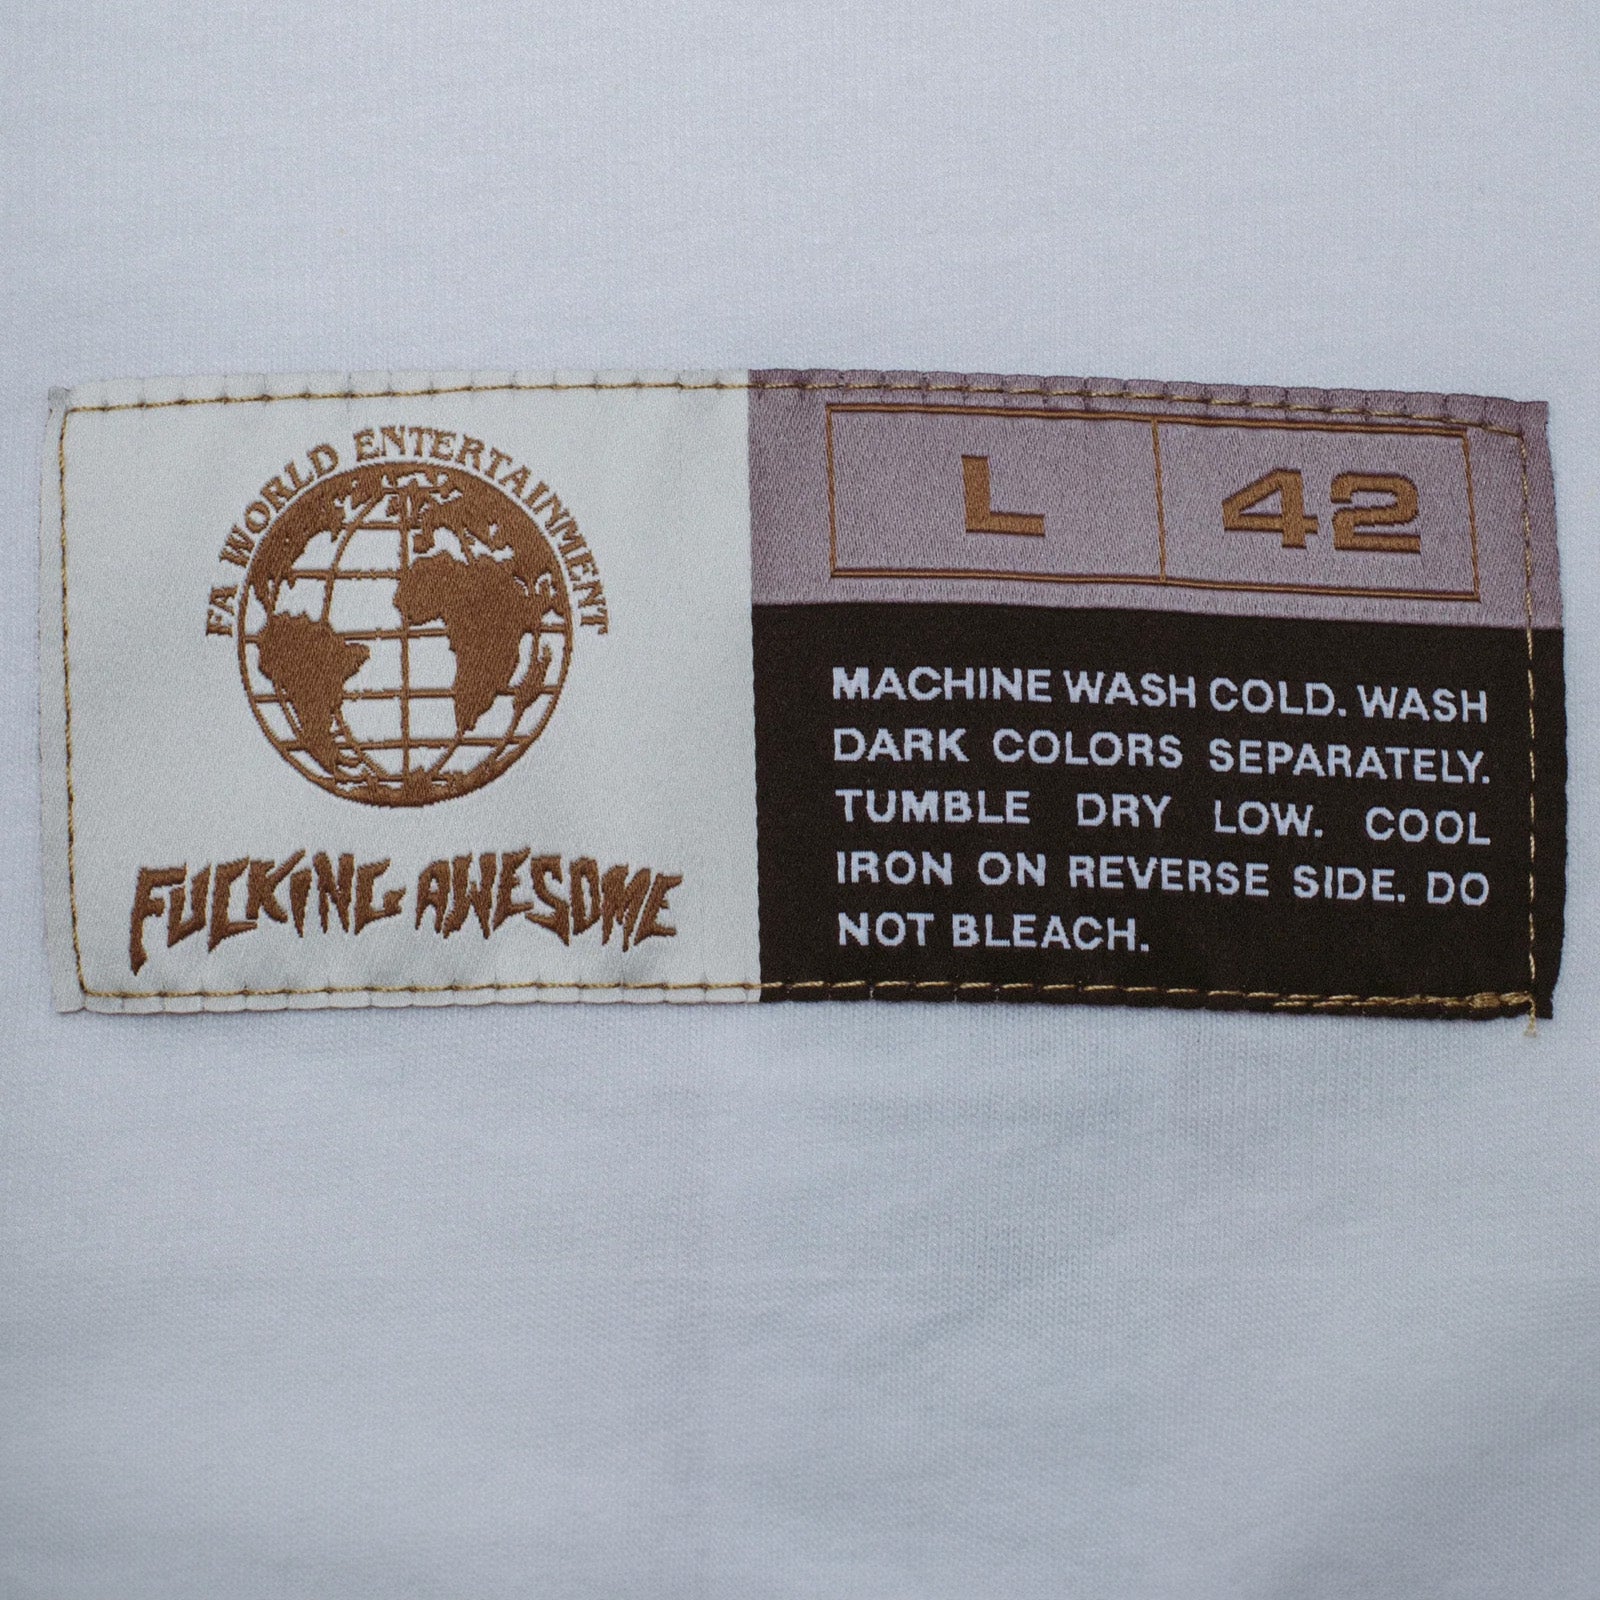 FA WORLD ENTERTAINMENT
FUCKING AWESOME
L 42
MACHINE WASH COLD. WASH
DARK COLORS SEPARATELY.
TUMBLE DRY LOW. COOL
IRON ON REVERSE SIDE. DO
NOT BLEACH.